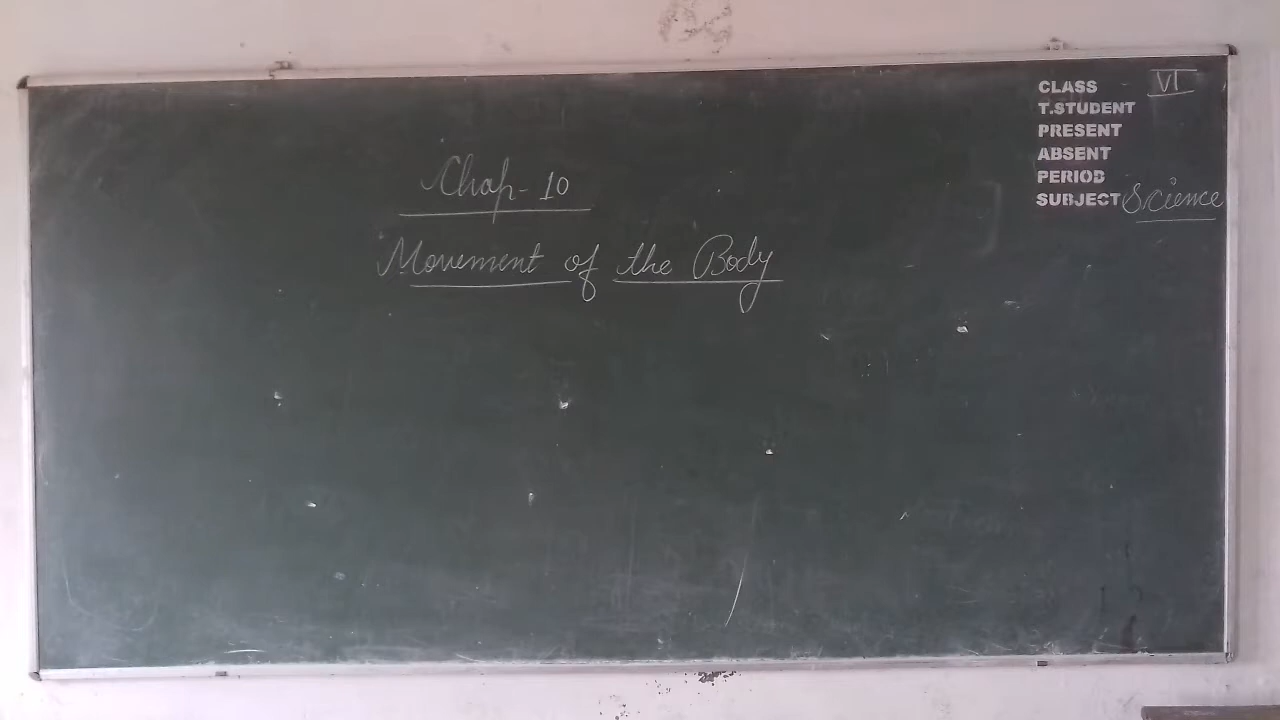 CLASS VI
T.STUDENT
PRESENT
ABSENT
PERIOD
SUBJECT Science
Chap-10
Movement of the Body